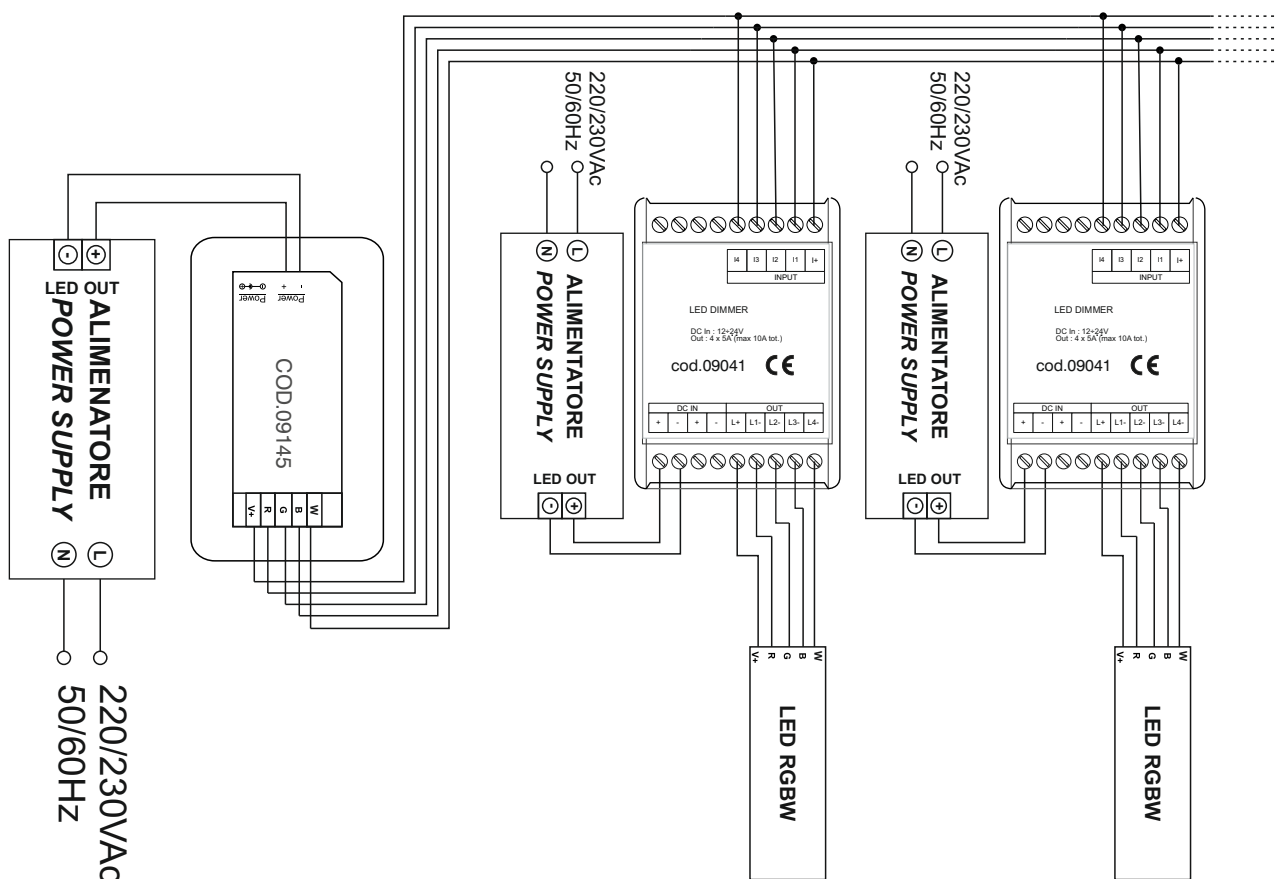 LED OUT
ALIMENATORE
POWER SUPPLY
N
L
220/230VAc
50/60Hz
Power
Power
+
-
COD.09145
V+
R
G
B
W
220/230VAc
50/60Hz
N
L
ALIMENTATORE
POWER SUPPLY
LED OUT
- +
I4 I3 I2 I1 I+
INPUT
LED DIMMER
DC In : 12÷24V
Out : 4 x 5A (max 10A tot.)
cod.09041 CE
DC IN OUT
+ - + - L+ L1- L2- L3- L4-
V+
R
G
B
W
LED RGBW
220/230VAc
50/60Hz
N
L
ALIMENTATORE
POWER SUPPLY
LED OUT
- +
I4 I3 I2 I1 I+
INPUT
LED DIMMER
DC In : 12÷24V
Out : 4 x 5A (max 10A tot.)
cod.09041 CE
DC IN OUT
+ - + - L+ L1- L2- L3- L4-
V+
R
G
B
W
LED RGBW
- +